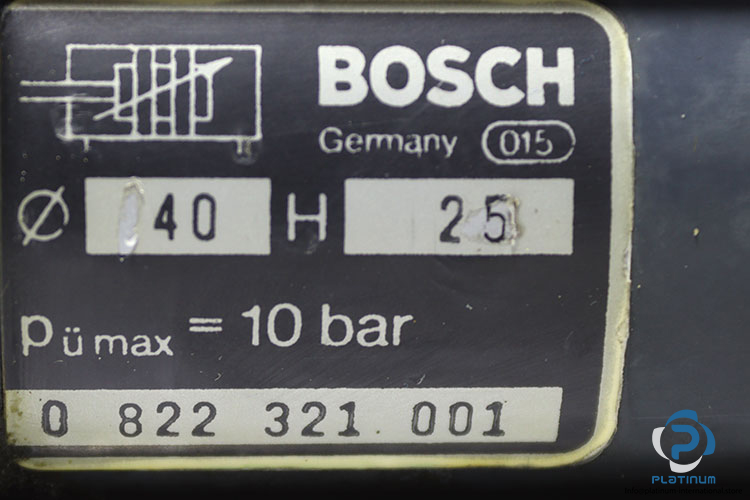 BOSCH
Germany 015
Ø 40 H 25
pü max = 10 bar
0 822 321 001
PLATINUM